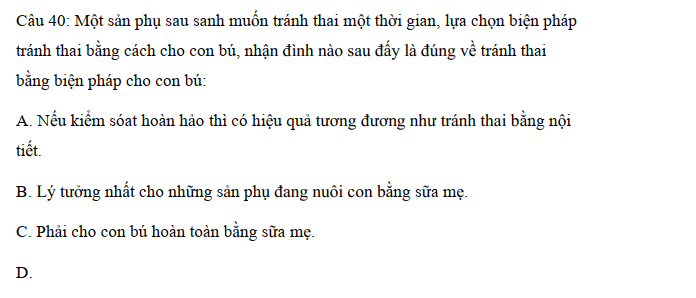 Câu 40: Một sản phụ sau sanh muốn tránh thai một thời gian, lựa chọn biện pháp
tránh thai bằng cách cho con bú, nhận đình nào sau đấy là đúng về tránh thai
bằng biện pháp cho con bú:
A. Nếu kiểm sóat hoàn hảo thì có hiệu quả tương đương như tránh thai bằng nội
tiết.
B. Lý tưởng nhất cho những sản phụ đang nuôi con bằng sữa mẹ.
C. Phải cho con bú hoàn toàn bằng sữa mẹ.
D.